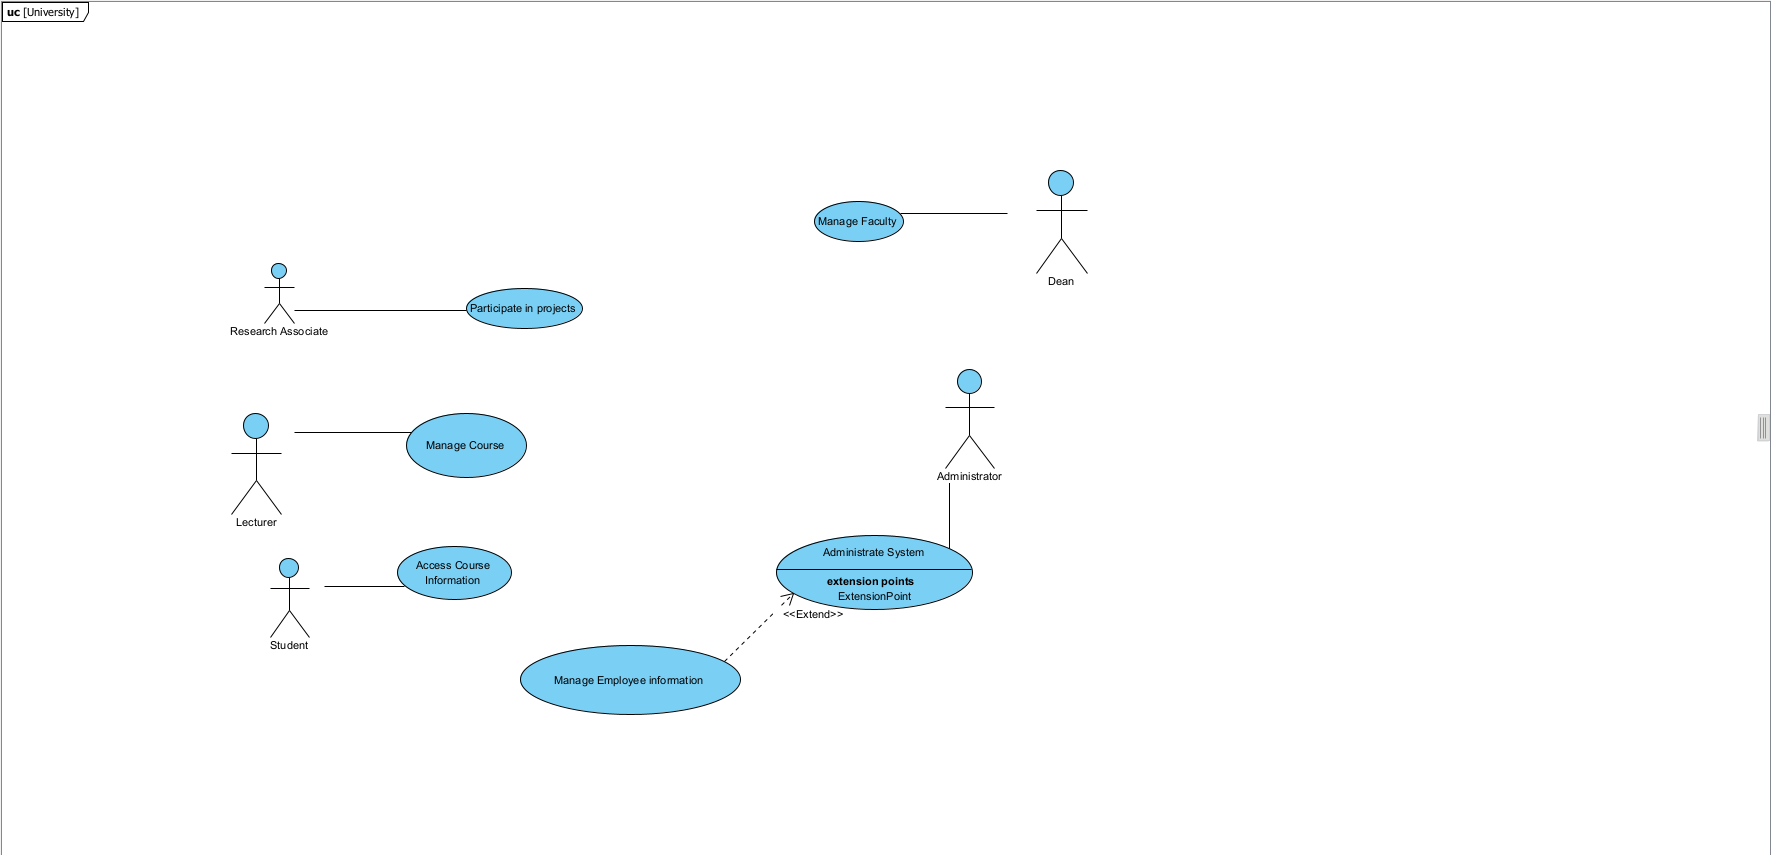 uc [University]
Manage Faculty
Dean
Participate in projects
Research Associate
Manage Course
Administrator
Lecturer
Access Course
Information
Administrate System
extension points
ExtensionPoint
<<Extend>>
Student
Manage Employee information